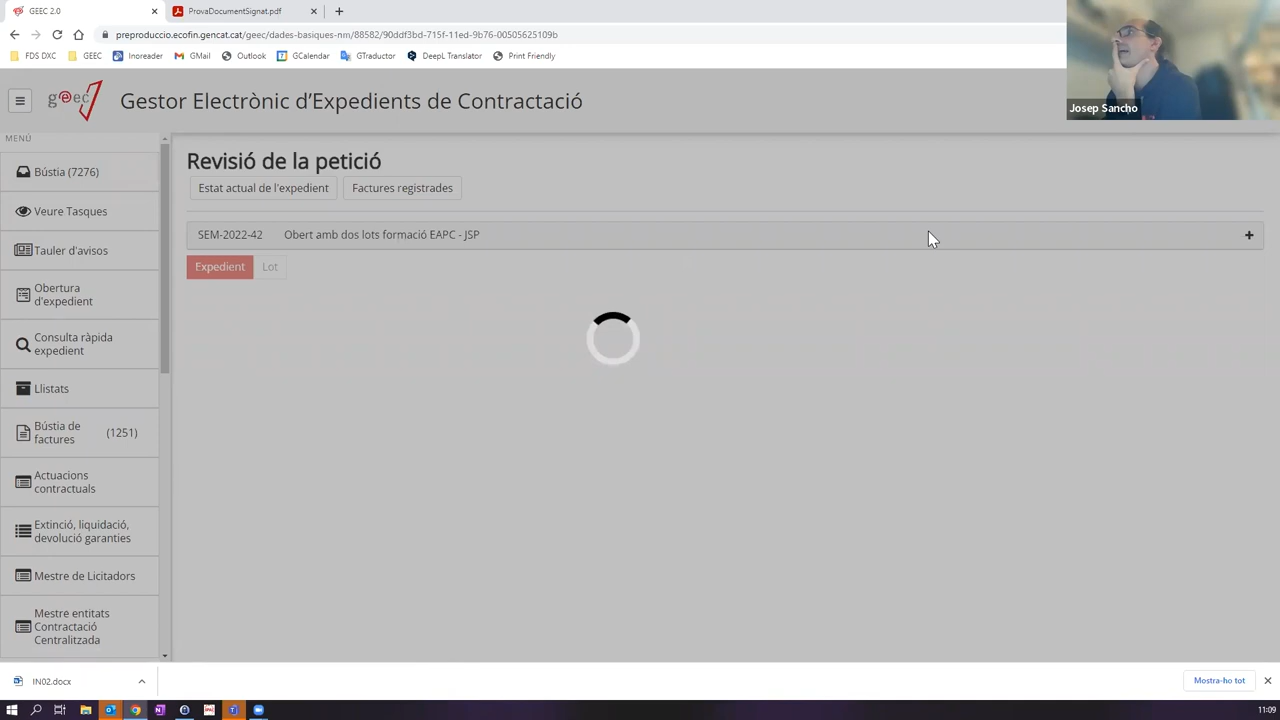 GEEC 2.0
ProvaDocumentSignat.pdf
preproduccio.ecofin.gencat.cat/geec/dades-basiques-nm/88582/90ddf3bd-715f-11ed-9b76-00505625109b
FDS DXC
GEEC
Inoreader
GMail
Outlook
GCalendar
GTraductor
DeepL Translator
Print Friendly
Josep Sancho
geec
Gestor Electrònic d'Expedients de Contractació
MENÚ
Bústia (7276)
Veure Tasques
Tauler d'avisos
Obertura
d'expedient
Consulta ràpida
expedient
Llistats
Bústia de
factures
(1251)
Actuacions
contractuals
Extinció, liquidació,
devolució garanties
Mestre de Licitadors
Mestre entitats
Contractació
Centralitzada
Revisió de la petició
Estat actual de l'expedient
Factures registrades
SEM-2022-42 Obert amb dos lots formació EAPC - JSP
Expedient
Lot
IN02.docx
Mostra-ho tot
11:09